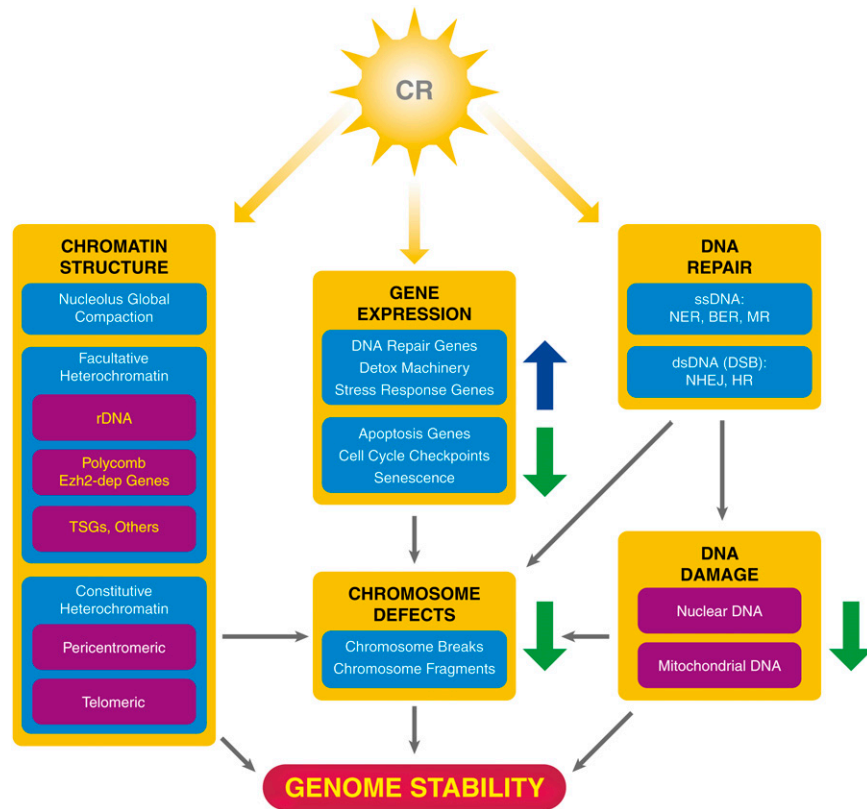 CR
CHROMATIN
STRUCTURE
Nucleolus Global
Compaction
Facultative
Heterochromatin
rDNA
Polycomb
Ezh2-dep Genes
TSGs, Others
Constitutive
Heterochromatin
Pericentromeric
Telomeric
GENE
EXPRESSION
DNA Repair Genes
Detox Machinery
Stress Response Genes
Apoptosis Genes
Cell Cycle Checkpoints
Senescence
DNA
REPAIR
ssDNA:
NER, BER, MR
dsDNA (DSB):
NHEJ, HR
CHROMOSOME
DEFECTS
Chromosome Breaks
Chromosome Fragments
DNA
DAMAGE
Nuclear DNA
Mitochondrial DNA
GENOME STABILITY